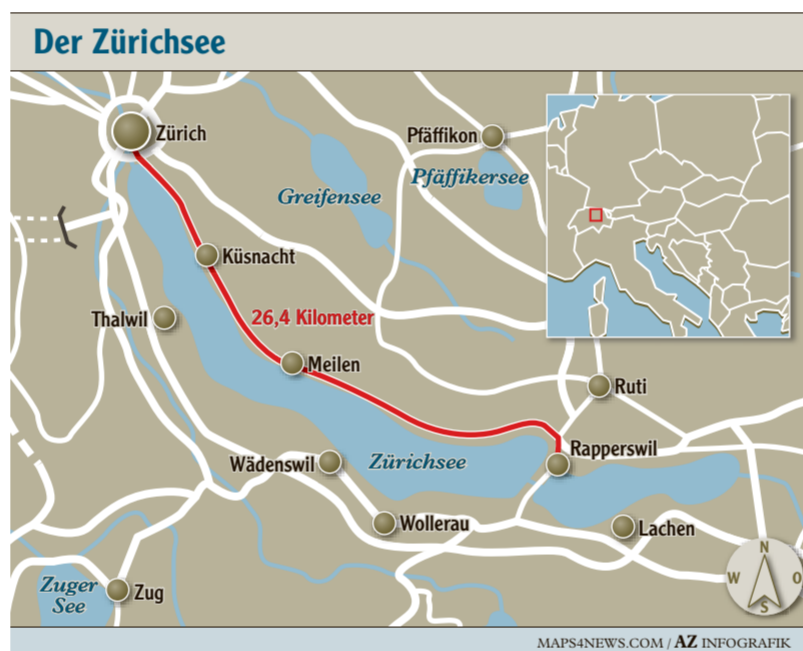 Der Zürichsee
Zürich
Pfäffikon
Greifensee
Pfäffikersee
Küsnacht
Thalwil
26,4 Kilometer
Meilen
Ruti
Rapperswil
Wädenswil
Zürichsee
Wollerau
Lachen
Zuger
See
Zug
N
W
O
S
MAPS4NEWS.COM / AZ INFOGRAFIK